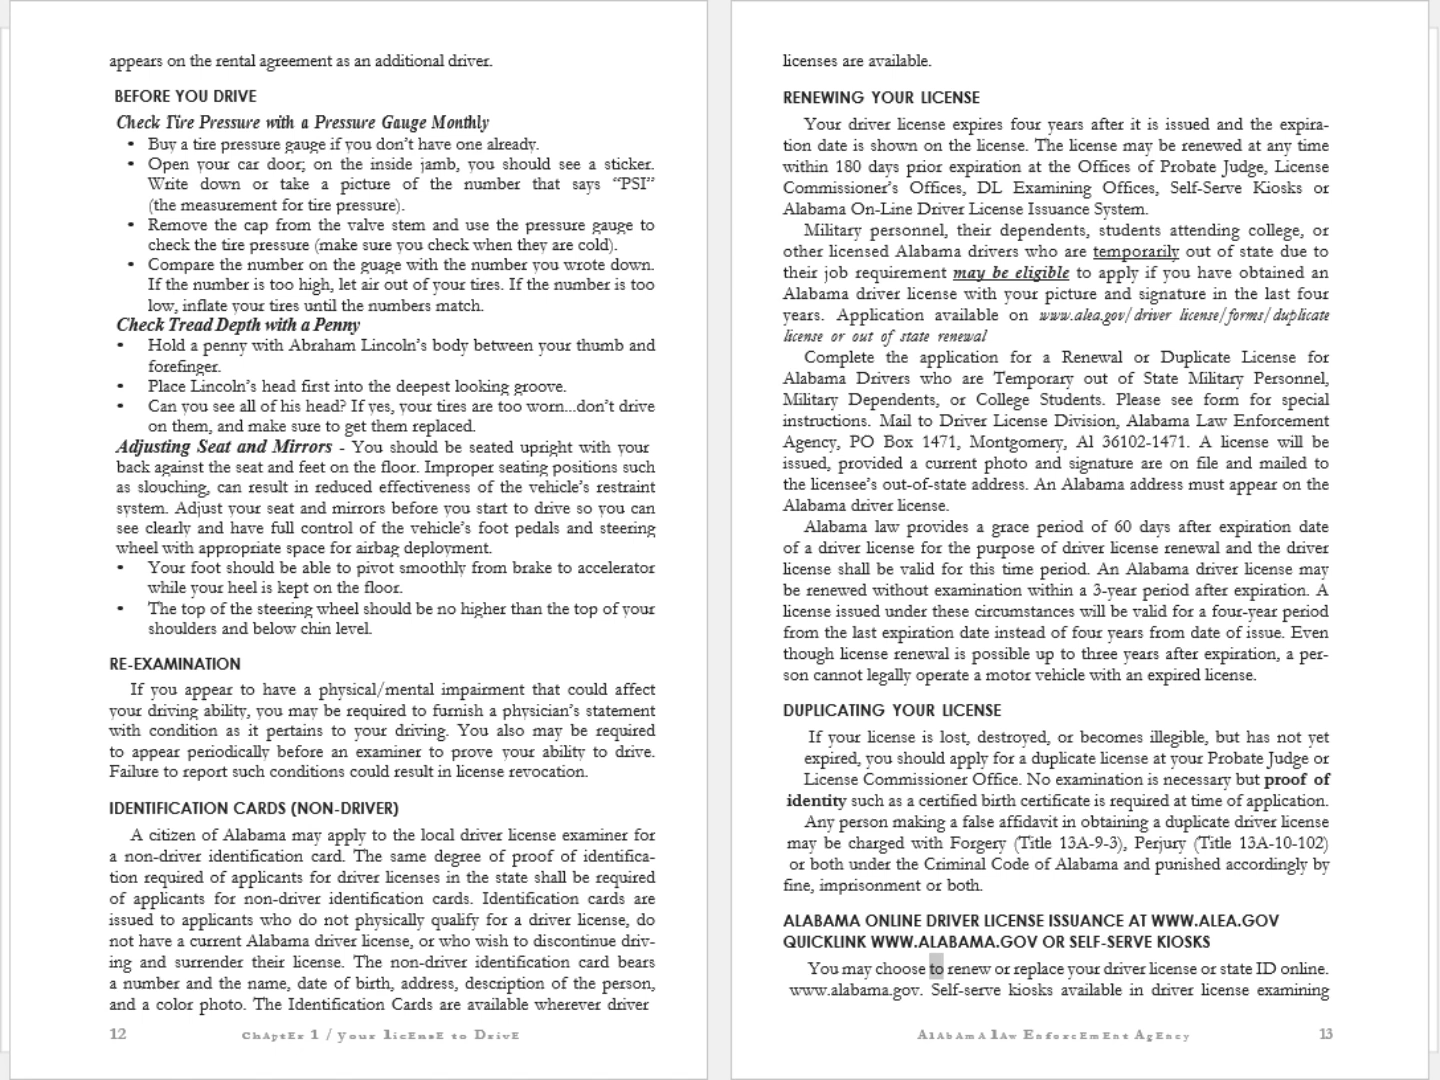 appears on the rental agreement as an additional driver.
BEFORE YOU DRIVE
Check Tire Pressure with a Pressure Gauge Monthly
• Buy a tire pressure gauge if you don't have one already.
• Open your car door; on the inside jamb, you should see a sticker.
Write down or take a picture of the number that says "PSI"
(the measurement for tire pressure).
• Remove the cap from the valve stem and use the pressure gauge to
check the tire pressure (make sure you check when they are cold).
• Compare the number on the guage with the number you wrote down.
If the number is too high, let air out of your tires. If the number is too
low, inflate your tires until the numbers match.
Check Tread Depth with a Penny
• Hold a penny with Abraham Lincoln's body between your thumb and
forefinger.
• Place Lincoln's head first into the deepest looking groove.
• Can you see all of his head? If yes, your tires are too worn...don't drive
on them, and make sure to get them replaced.
Adjusting Seat and Mirrors - You should be seated upright with your
back against the seat and feet on the floor. Improper seating positions such
as slouching, can result in reduced effectiveness of the vehicle's restraint
system. Adjust your seat and mirrors before you start to drive so you can
see clearly and have full control of the vehicle's foot pedals and steering
wheel with appropriate space for airbag deployment.
• Your foot should be able to pivot smoothly from brake to accelerator
while your heel is kept on the floor.
• The top of the steering wheel should be no higher than the top of your
shoulders and below chin level.
RE-EXAMINATION
If you appear to have a physical/mental impairment that could affect
your driving ability, you may be required to furnish a physician's statement
with condition as it pertains to your driving. You also may be required
to appear periodically before an examiner to prove your ability to drive.
Failure to report such conditions could result in license revocation.
IDENTIFICATION CARDS (NON-DRIVER)
A citizen of Alabama may apply to the local driver license examiner for
a non-driver identification card. The same degree of proof of identifica-
tion required of applicants for driver licenses in the state shall be required
of applicants for non-driver identification cards. Identification cards are
issued to applicants who do not physically qualify for a driver license, do
not have a current Alabama driver license, or who wish to discontinue driv-
ing and surrender their license. The non-driver identification card bears
a number and the name, date of birth, address, description of the person,
and a color photo. The Identification Cards are available wherever driver
12 ChAptEr 1 / your licEnsE to DrivE
licenses are available.
RENEWING YOUR LICENSE
Your driver license expires four years after it is issued and the expira-
tion date is shown on the license. The license may be renewed at any time
within 180 days prior expiration at the Offices of Probate Judge, License
Commissioner's Offices, DL Examining Offices, Self-Serve Kiosks or
Alabama On-Line Driver License Issuance System.
Military personnel, their dependents, students attending college, or
other licensed Alabama drivers who are temporarily out of state due to
their job requirement may be eligible to apply if you have obtained an
Alabama driver license with your picture and signature in the last four
years. Application available on www.alea.gov/driver license/forms/duplicate
license or out of state renewal
Complete the application for a Renewal or Duplicate License for
Alabama Drivers who are Temporary out of State Military Personnel,
Military Dependents, or College Students. Please see form for special
instructions. Mail to Driver License Division, Alabama Law Enforcement
Agency, PO Box 1471, Montgomery, Al 36102-1471. A license will be
issued, provided a current photo and signature are on file and mailed to
the licensee's out-of-state address. An Alabama address must appear on the
Alabama driver license.
Alabama law provides a grace period of 60 days after expiration date
of a driver license for the purpose of driver license renewal and the driver
license shall be valid for this time period. An Alabama driver license may
be renewed without examination within a 3-year period after expiration. A
license issued under these circumstances will be valid for a four-year period
from the last expiration date instead of four years from date of issue. Even
though license renewal is possible up to three years after expiration, a per-
son cannot legally operate a motor vehicle with an expired license.
DUPLICATING YOUR LICENSE
If your license is lost, destroyed, or becomes illegible, but has not yet
expired, you should apply for a duplicate license at your Probate Judge or
License Commissioner Office. No examination is necessary but proof of
identity such as a certified birth certificate is required at time of application.
Any person making a false affidavit in obtaining a duplicate driver license
may be charged with Forgery (Title 13A-9-3), Perjury (Title 13A-10-102)
or both under the Criminal Code of Alabama and punished accordingly by
fine, imprisonment or both.
ALABAMA ONLINE DRIVER LICENSE ISSUANCE AT WWW.ALEA.GOV
QUICKLINK WWW.ALABAMA.GOV OR SELF-SERVE KIOSKS
You may choose to renew or replace your driver license or state ID online.
www.alabama.gov. Self-serve kiosks available in driver license examining
AlAbAmA lAw EnforcEmEnt AgEncy 13